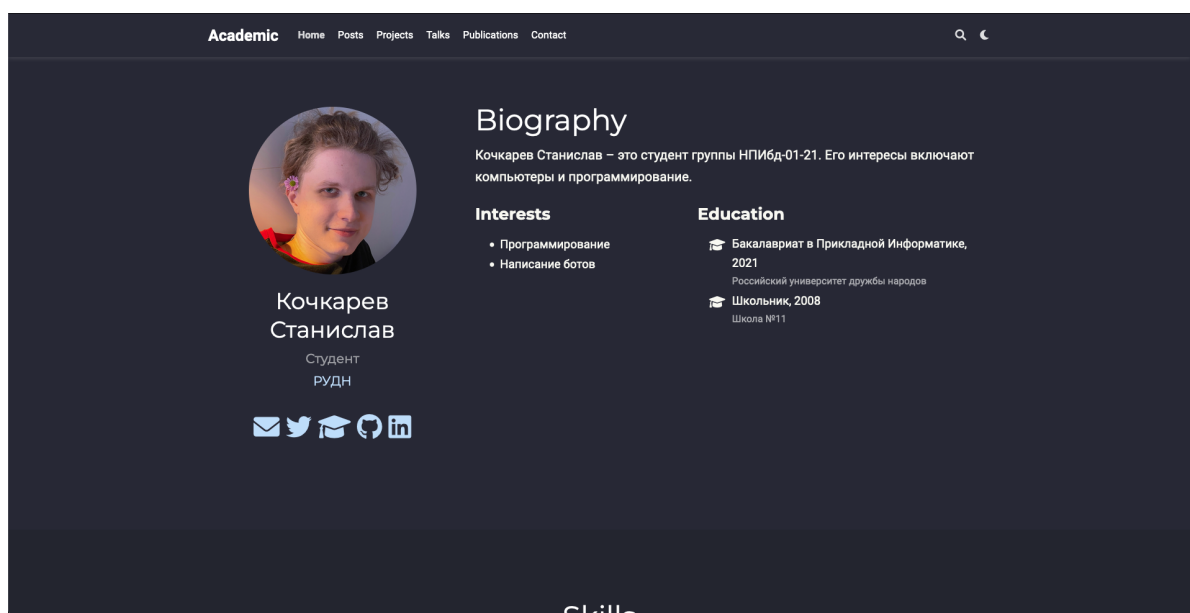 Academic Home Posts Projects Talks Publications Contact
Biography
Кочкарев Станислав – это студент группы НПИбд-01-21. Его интересы включают
компьютеры и программирование.
Interests
Программирование
Написание ботов
Education
Бакалавриат в Прикладной Информатике,
2021
Российский университет дружбы народов
Школьник, 2008
Школа №11
Кочкарев
Станислав
Студент
РУДН
in
Skills